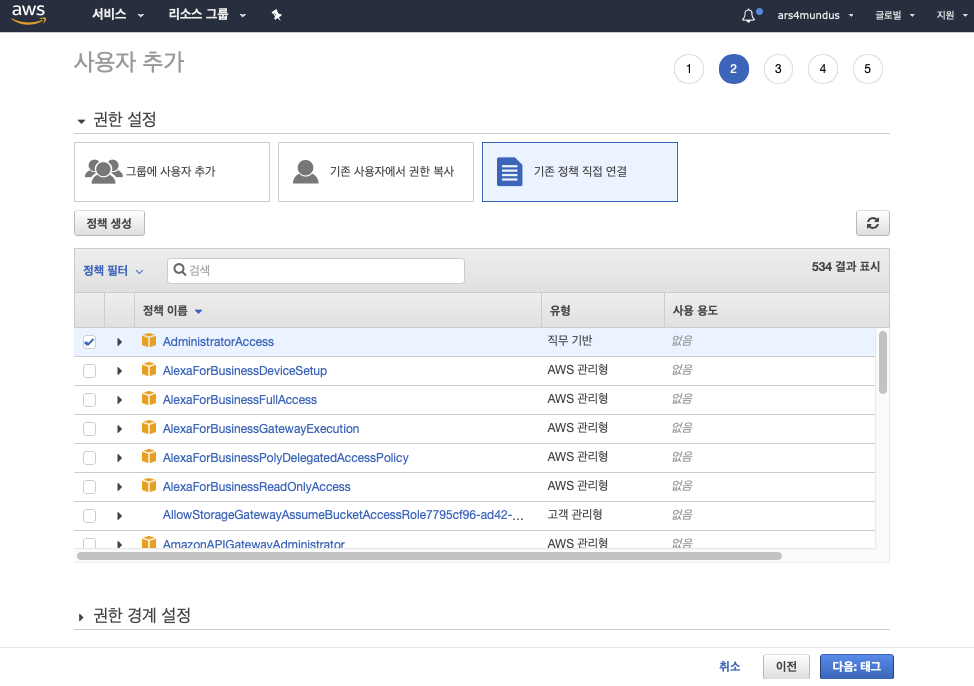 aws 서비스 리소스 그룹 ars4mundus 글로벌 지원
사용자 추가
1 2 3 4 5
권한 설정
그룹에 사용자 추가 기존 사용자에서 권한 복사 기존 정책 직접 연결
정책 생성
정책 필터 검색 534 결과 표시
정책 이름 유형 사용 용도
AdministratorAccess 직무 기반 없음
AlexaForBusinessDeviceSetup AWS 관리형 없음
AlexaForBusinessFullAccess AWS 관리형 없음
AlexaForBusinessGatewayExecution AWS 관리형 없음
AlexaForBusinessPolyDelegatedAccessPolicy AWS 관리형 없음
AlexaForBusinessReadOnlyAccess AWS 관리형 없음
AllowStorageGatewayAssumeBucketAccessRole7795cf96-ad42-... 고객 관리형 없음
AmazonAPIGatewayAdministrator AWS 관리형 없음
권한 경계 설정
취소 이전 다음: 태그